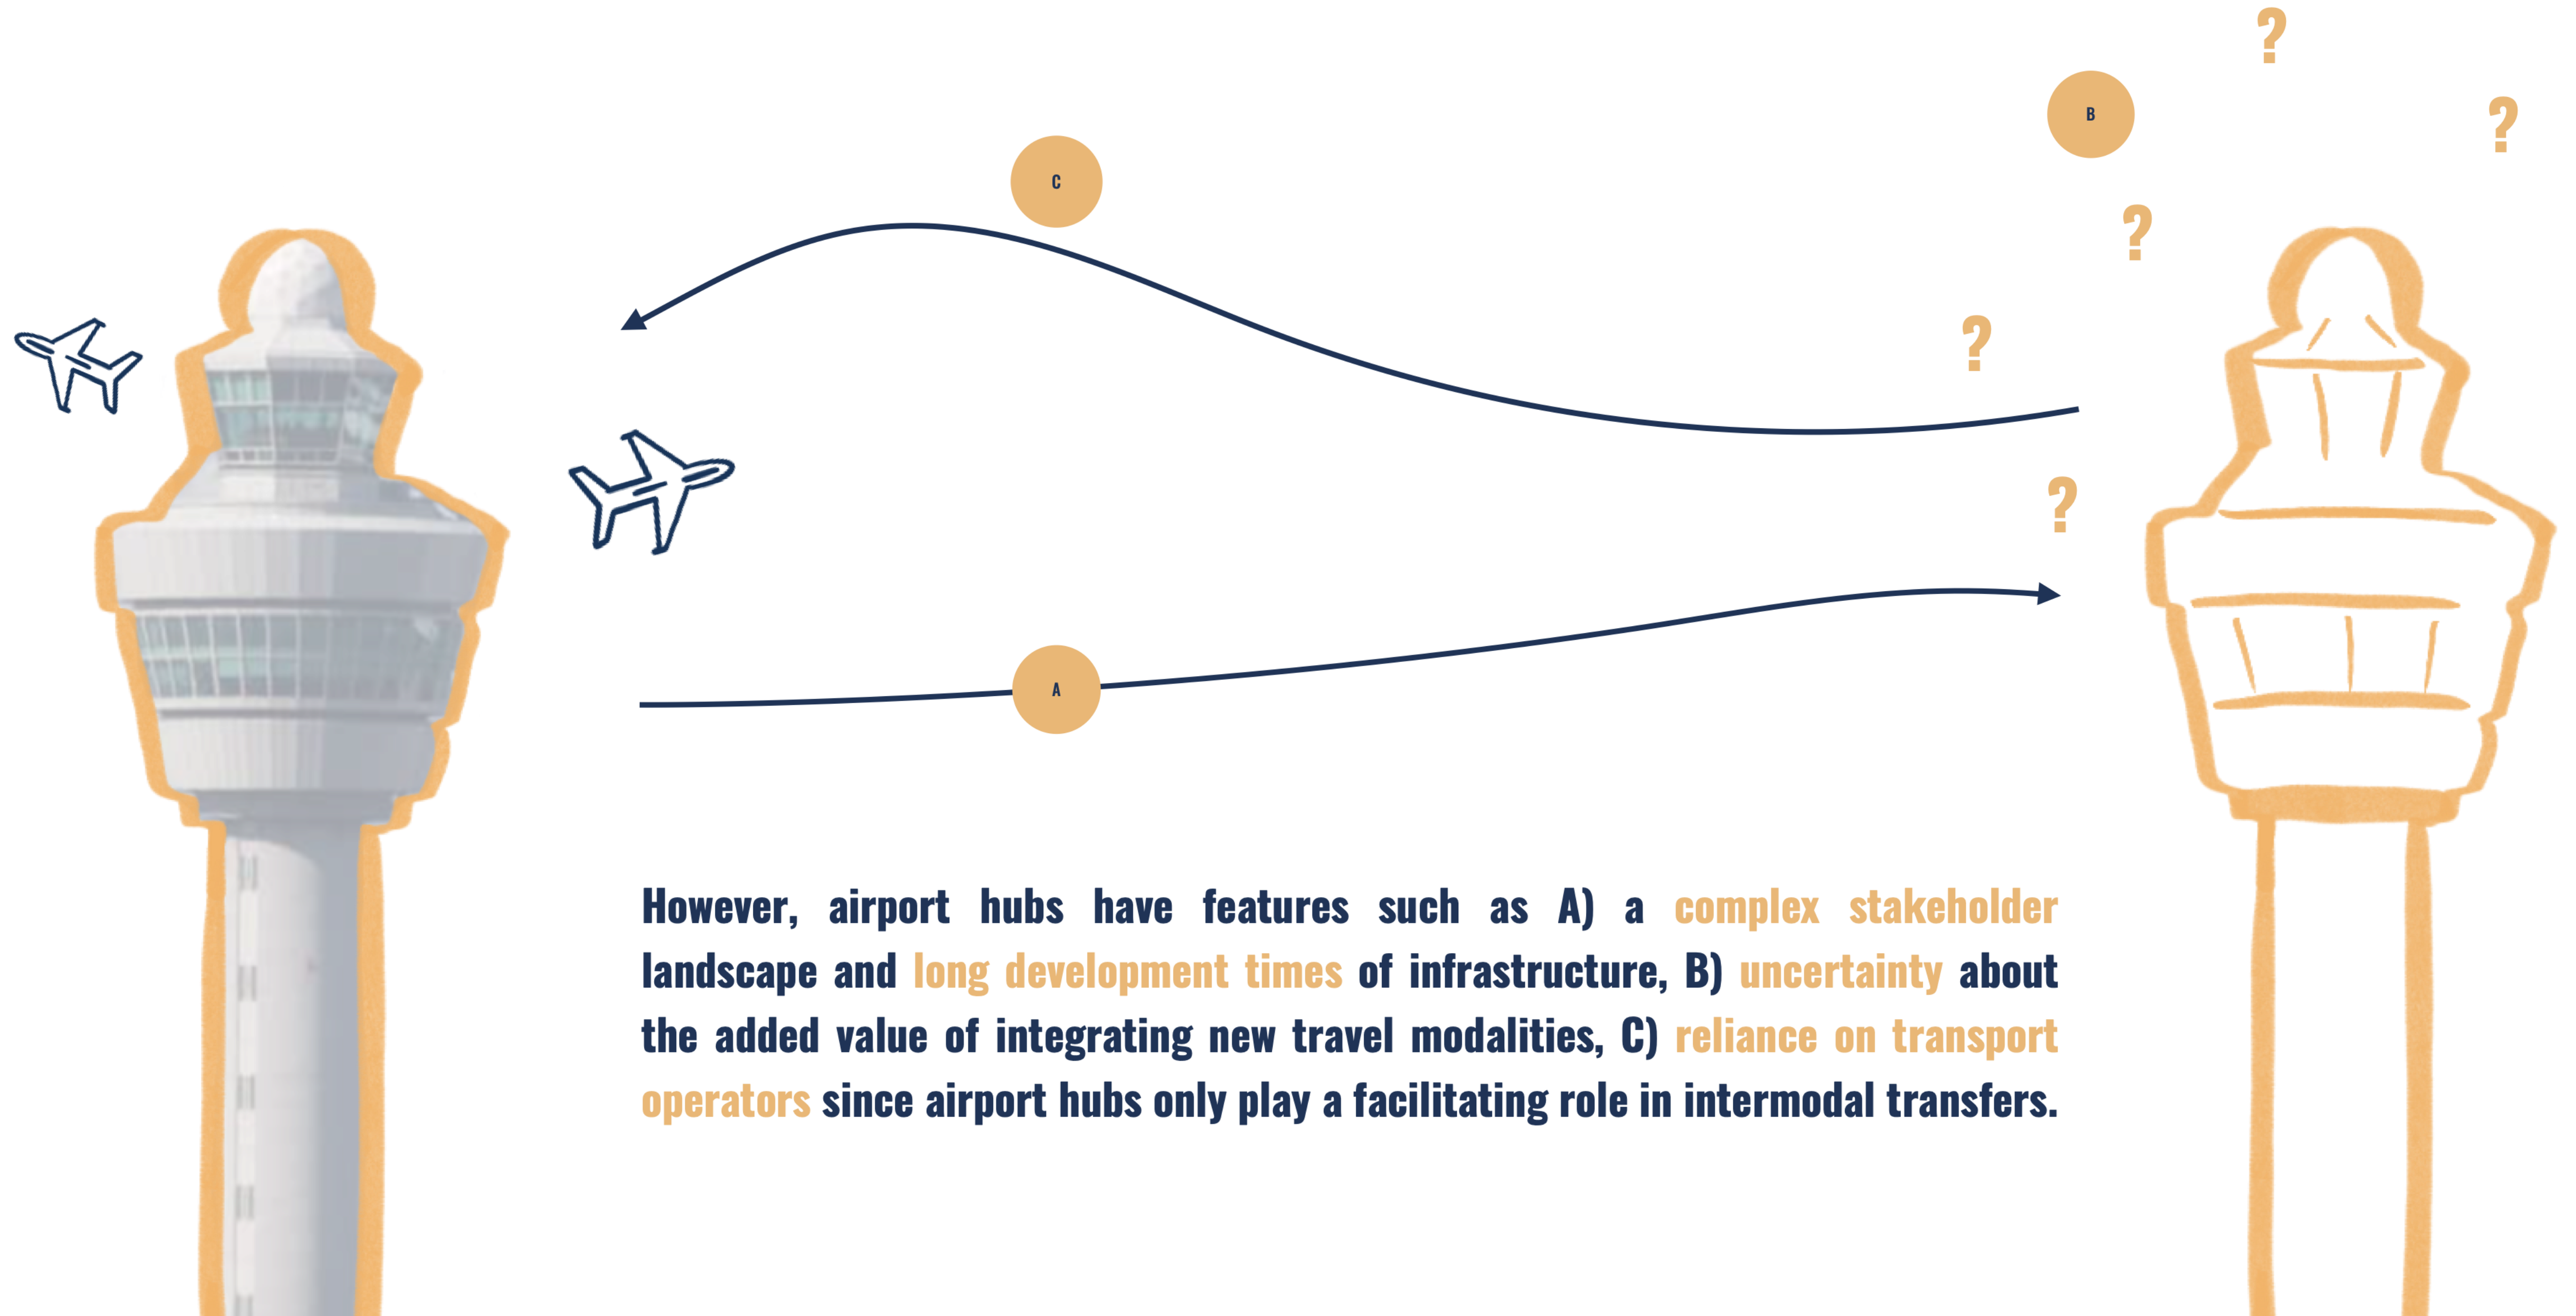 ?
B
?
C
?
?
?
A
However, airport hubs have features such as A) a complex stakeholder
landscape and long development times of infrastructure, B) uncertainty about
the added value of integrating new travel modalities, C) reliance on transport
operators since airport hubs only play a facilitating role in intermodal transfers.